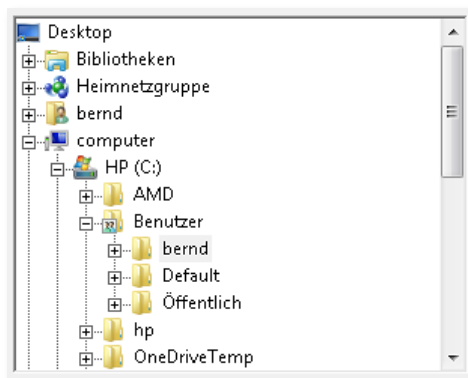 Desktop
Bibliotheken
Heimnetzgruppe
bernd
computer
HP (C:)
AMD
Benutzer
bernd
Default
Öffentlich
hp
OneDriveTemp